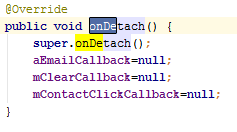 @Override
public void onDetach() {
super.onDetach();
aEmailCallback=null;
mClearCallback=null;
mContactClickCallback=null;
}